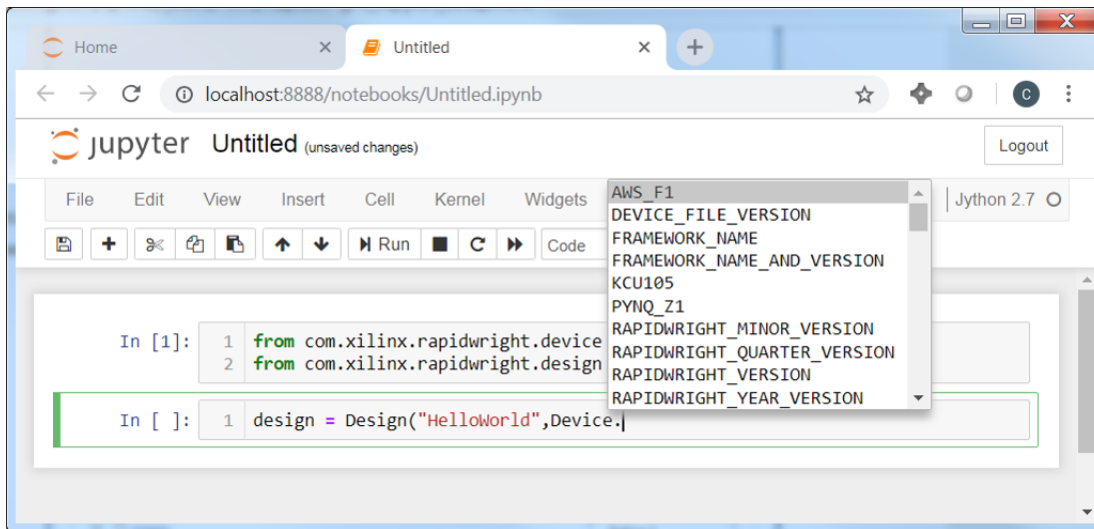 Home
Untitled
localhost:8888/notebooks/Untitled.ipynb
C
jupyter Untitled (unsaved changes)
Logout
File Edit View Insert Cell Kernel Widgets
Jython 2.7
Run
Code
AWS_F1
DEVICE_FILE_VERSION
FRAMEWORK_NAME
FRAMEWORK_NAME_AND_VERSION
KCU105
PYNQ_Z1
RAPIDWRIGHT_MINOR_VERSION
RAPIDWRIGHT_QUARTER_VERSION
RAPIDWRIGHT_VERSION
RAPIDWRIGHT_YEAR_VERSION
In [1]:
1 from com.xilinx.rapidwright.device
2 from com.xilinx.rapidwright.design
In [ ]:
1 design = Design("HelloWorld",Device.